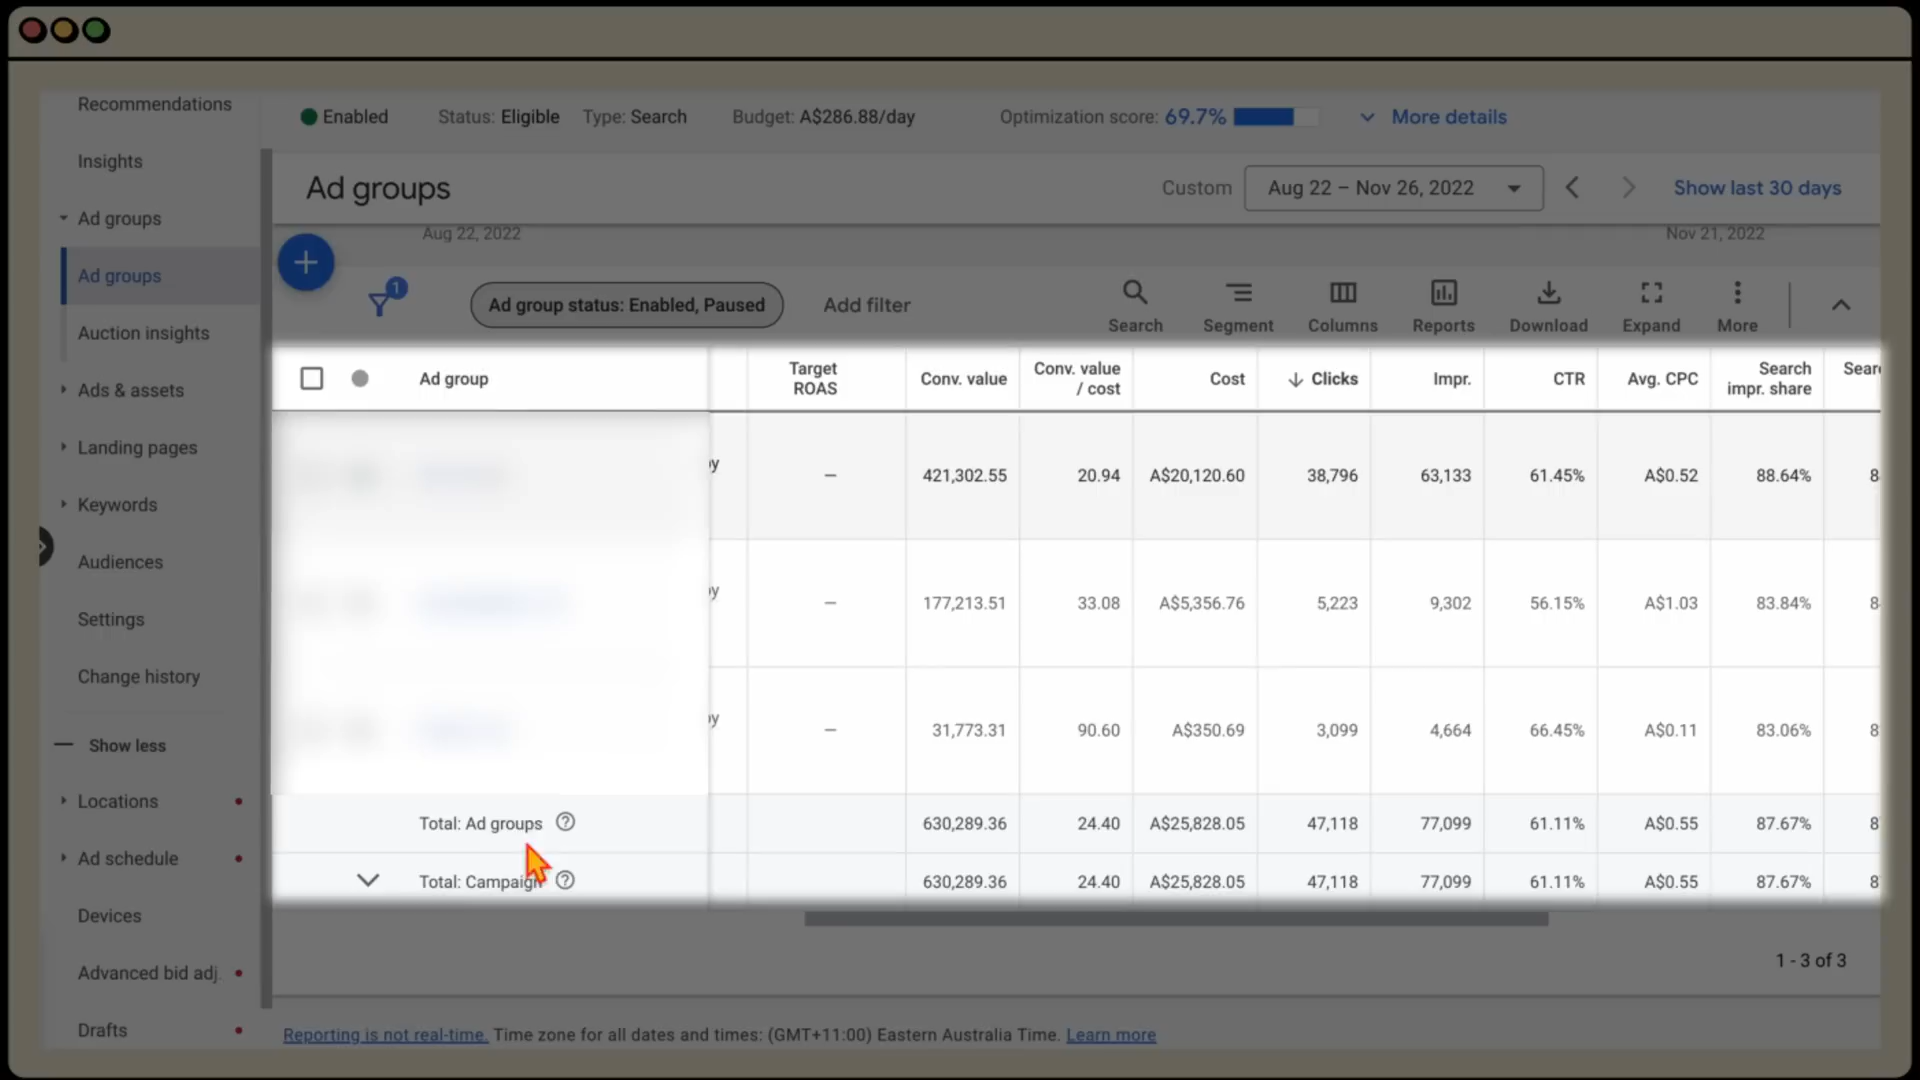 Recommendations
Insights
Ad groups
Ad groups
Auction insights
Ads & assets
Landing pages
Keywords
Audiences
Settings
Change history
Show less
Locations
Ad schedule
Devices
Advanced bid adj.
Drafts
Enabled Status: Eligible Type: Search Budget: A$286.88/day Optimization score: 69.7% More details
Ad groups Custom Aug 22 – Nov 26, 2022 Show last 30 days
Aug 22, 2022 Nov 21, 2022
1 Ad group status: Enabled, Paused Add filter Search Segment Columns Reports Download Expand More
Ad group Target ROAS Conv. value Conv. value / cost Cost Clicks Impr. CTR Avg. CPC Search impr. share
— 421,302.55 20.94 A$20,120.60 38,796 63,133 61.45% A$0.52 88.64%
— 177,213.51 33.08 A$5,356.76 5,223 9,302 56.15% A$1.03 83.84%
— 31,773.31 90.60 A$350.69 3,099 4,664 66.45% A$0.11 83.06%
Total: Ad groups 630,289.36 24.40 A$25,828.05 47,118 77,099 61.11% A$0.55 87.67%
Total: Campaign 630,289.36 24.40 A$25,828.05 47,118 77,099 61.11% A$0.55 87.67%
1 - 3 of 3
Reporting is not real-time. Time zone for all dates and times: (GMT+11:00) Eastern Australia Time. Learn more